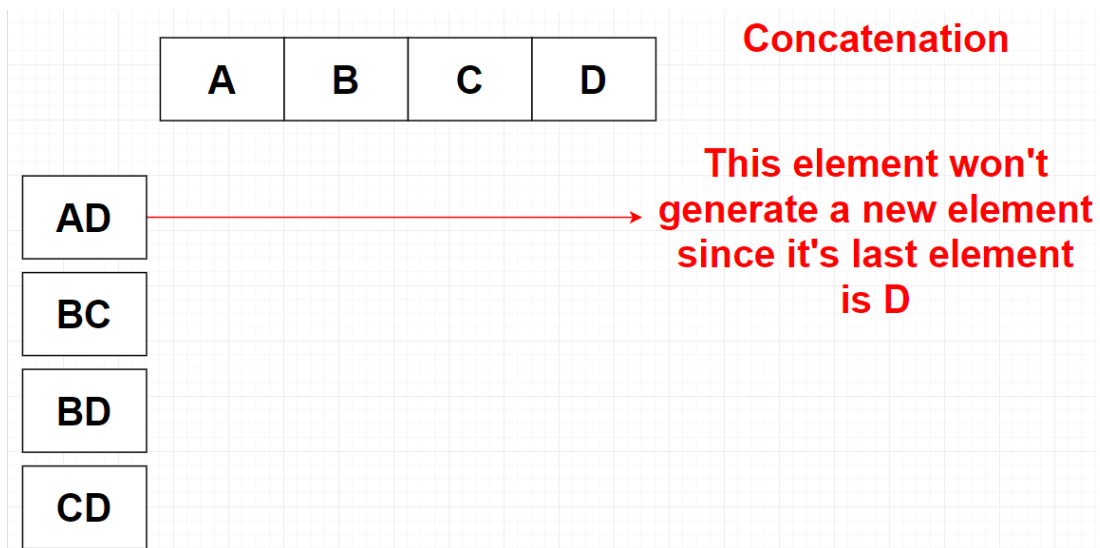 Concatenation
A B C D
This element won't
generate a new element
since it's last element
is D
AD
BC
BD
CD